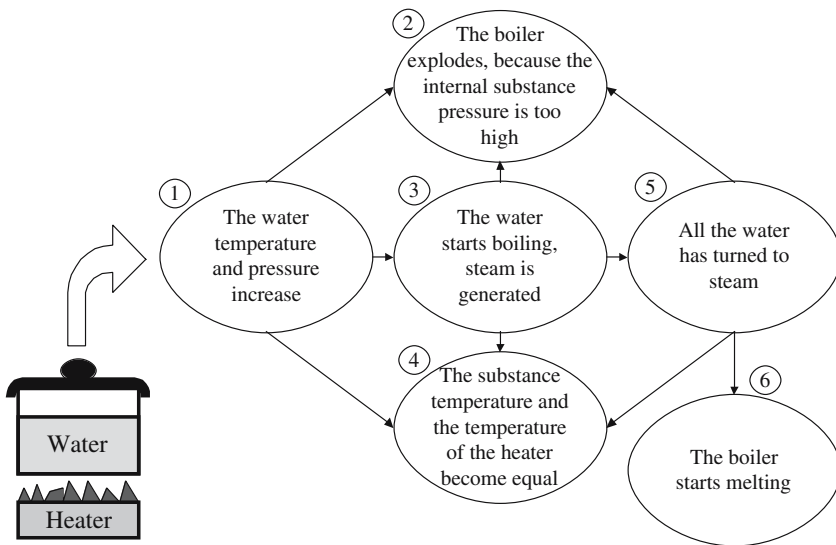 2
The boiler
explodes, because the
internal substance
pressure is too
high
1
The water
temperature
and pressure
increase
3
The water
starts boiling,
steam is
generated
5
All the water
has turned to
steam
4
The substance
temperature and
the temperature
of the heater
become equal
6
The boiler
starts melting
Water
Heater